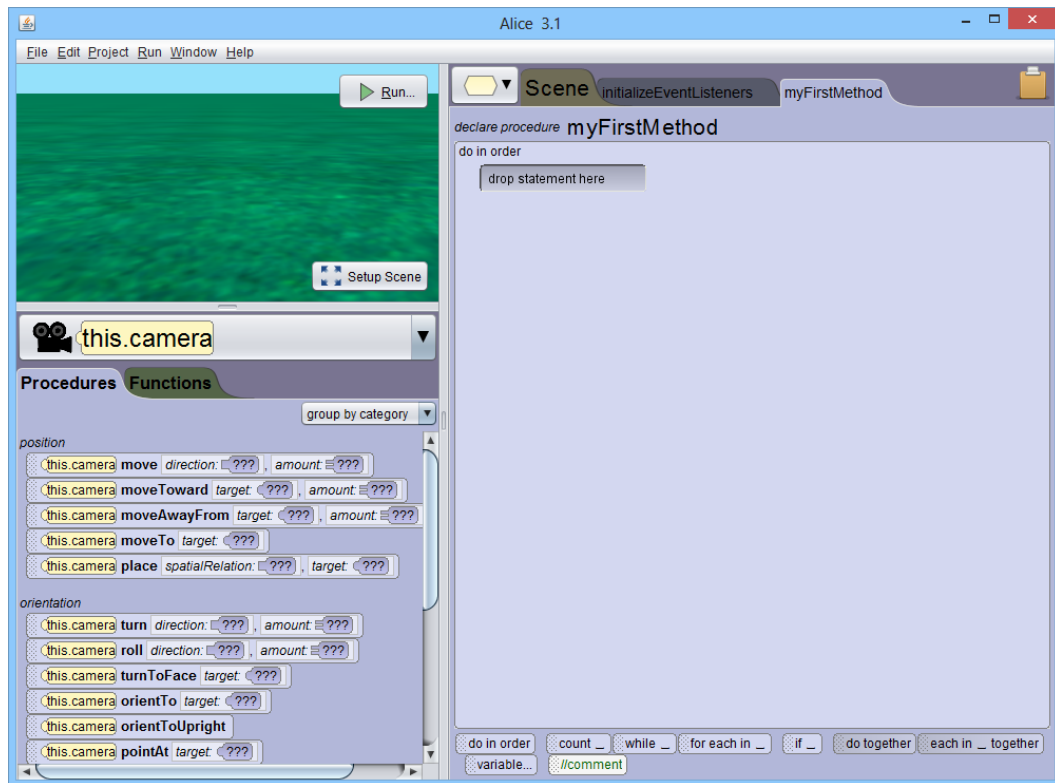 Alice 3.1
File Edit Project Run Window Help
Run...
Setup Scene
this.camera
Procedures Functions
group by category
position
this.camera move direction: ??? , amount: ???
this.camera moveToward target: ??? , amount: ???
this.camera moveAwayFrom target: ??? , amount: ???
this.camera moveTo target: ???
this.camera place spatialRelation: ??? , target: ???
orientation
this.camera turn direction: ??? , amount: ???
this.camera roll direction: ??? , amount: ???
this.camera turnToFace target: ???
this.camera orientTo target: ???
this.camera orientToUpright
this.camera pointAt target: ???
Scene initializeEventListeners myFirstMethod
declare procedure myFirstMethod
do in order
drop statement here
do in order count _ while _ for each in _ if _ do together each in _ together
variable... //comment